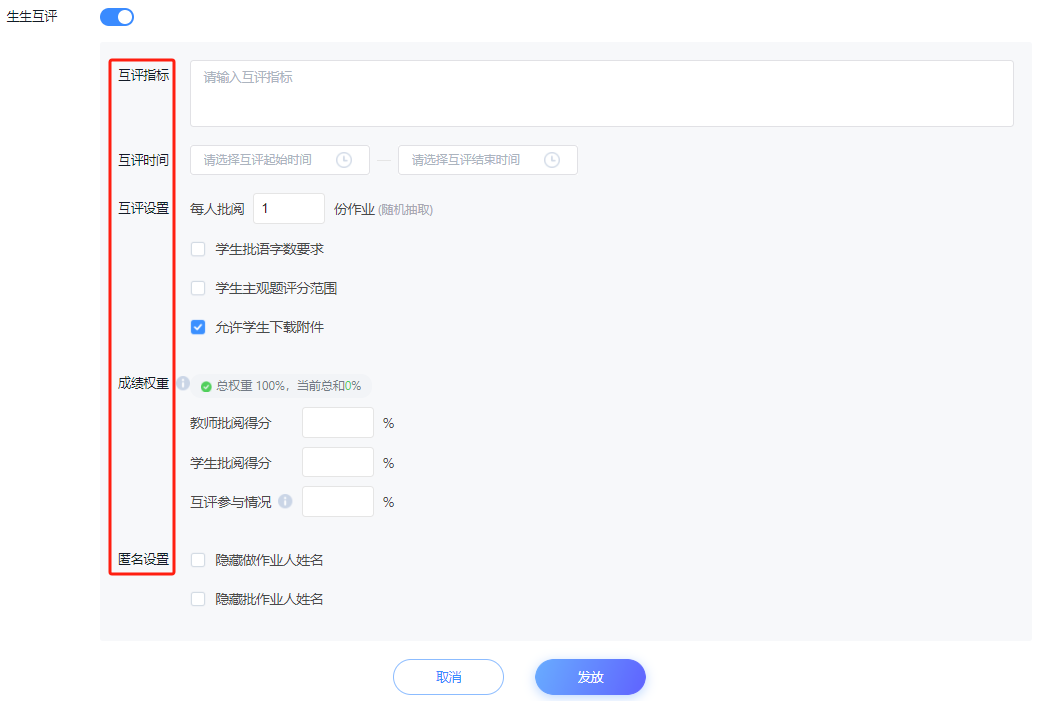 生生互评
互评指标
请输入互评指标
互评时间 请选择互评起始时间 — 请选择互评结束时间
互评设置 每人批阅 1 份作业 (随机抽取)
学生批语字数要求
学生主观题评分范围
允许学生下载附件
成绩权重 总权重 100%，当前总和0%
教师批阅得分 %
学生批阅得分 %
互评参与情况 %
匿名设置 隐藏做作业人姓名
隐藏批作业人姓名
取消 发放